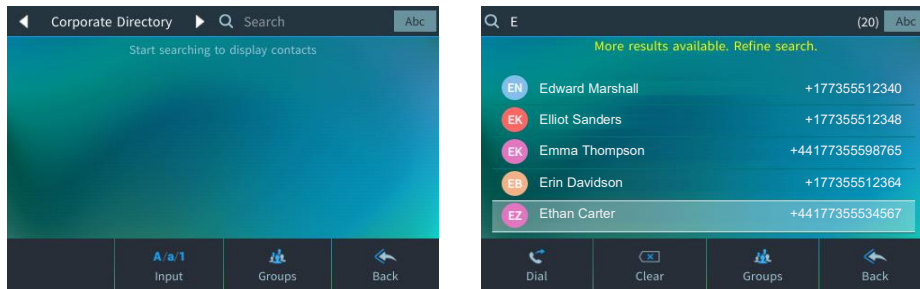 Corporate Directory Search Abc
Start searching to display contacts
A/a/1
Input Groups Back
E (20) Abc
More results available. Refine search.
EN Edward Marshall +177355512340
EK Elliot Sanders +177355512348
EK Emma Thompson +44177355598765
EB Erin Davidson +177355512364
EZ Ethan Carter +44177355534567
Dial Clear Groups Back